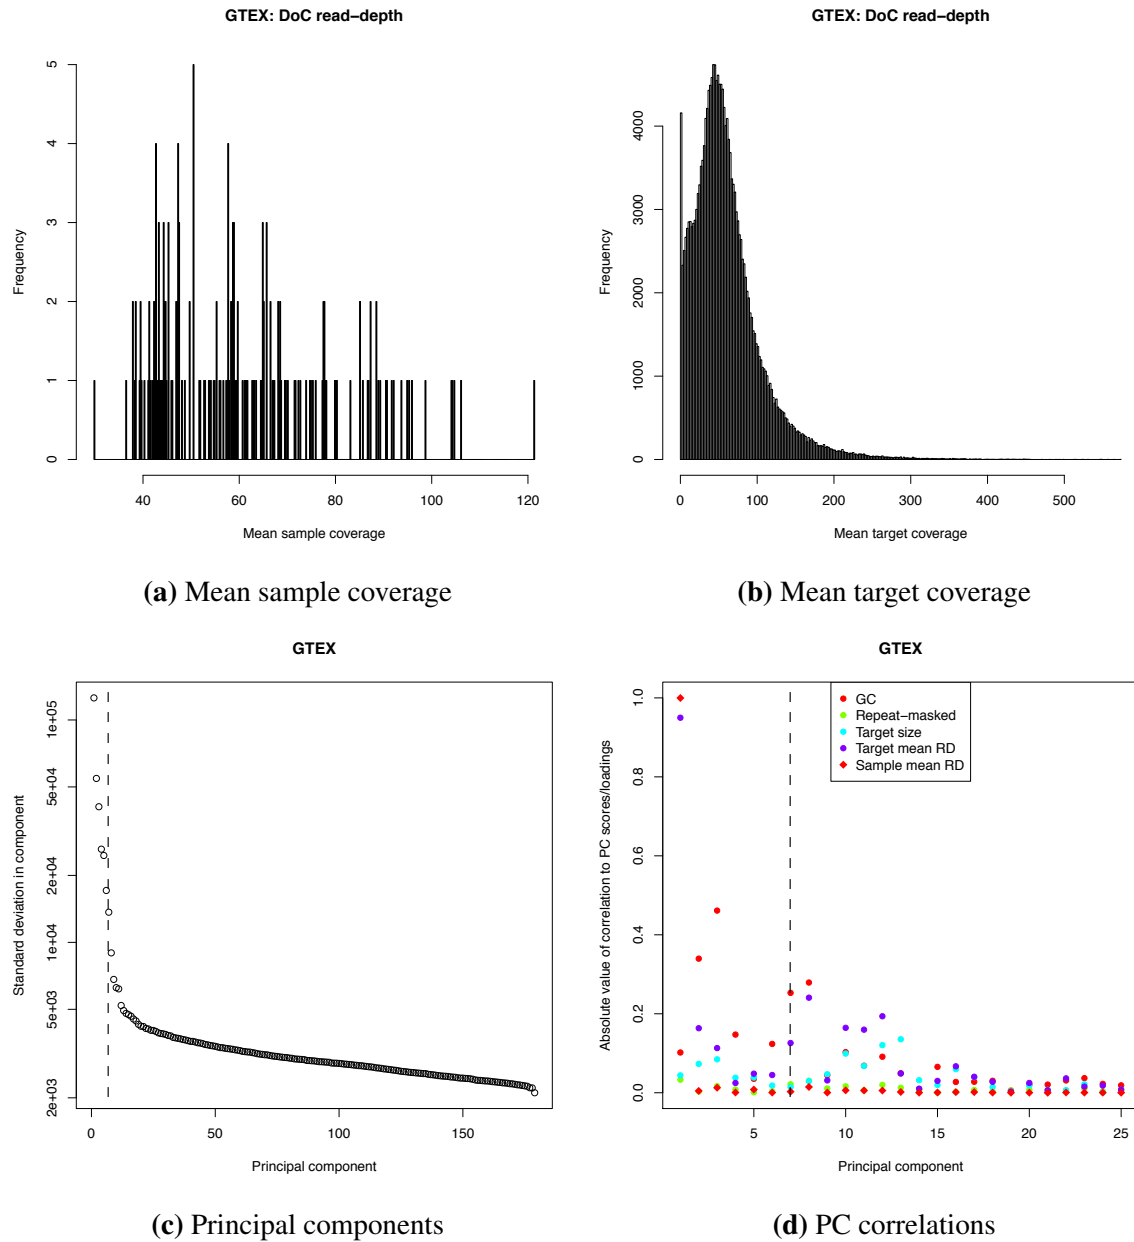 GTEX: DoC read−depth
Frequency
5
4
3
2
1
0
40 60 80 100 120
Mean sample coverage
(a) Mean sample coverage
GTEX: DoC read−depth
Frequency
4000
3000
2000
1000
0
0 100 200 300 400 500
Mean target coverage
(b) Mean target coverage
GTEX
Standard deviation in component
1e+05
5e+04
2e+04
1e+04
5e+03
2e+03
0 50 100 150
Principal component
(c) Principal components
GTEX
Absolute value of correlation to PC scores/loadings
1.0
0.8
0.6
0.4
0.2
0.0
GC
Repeat−masked
Target size
Target mean RD
Sample mean RD
5 10 15 20 25
Principal component
(d) PC correlations